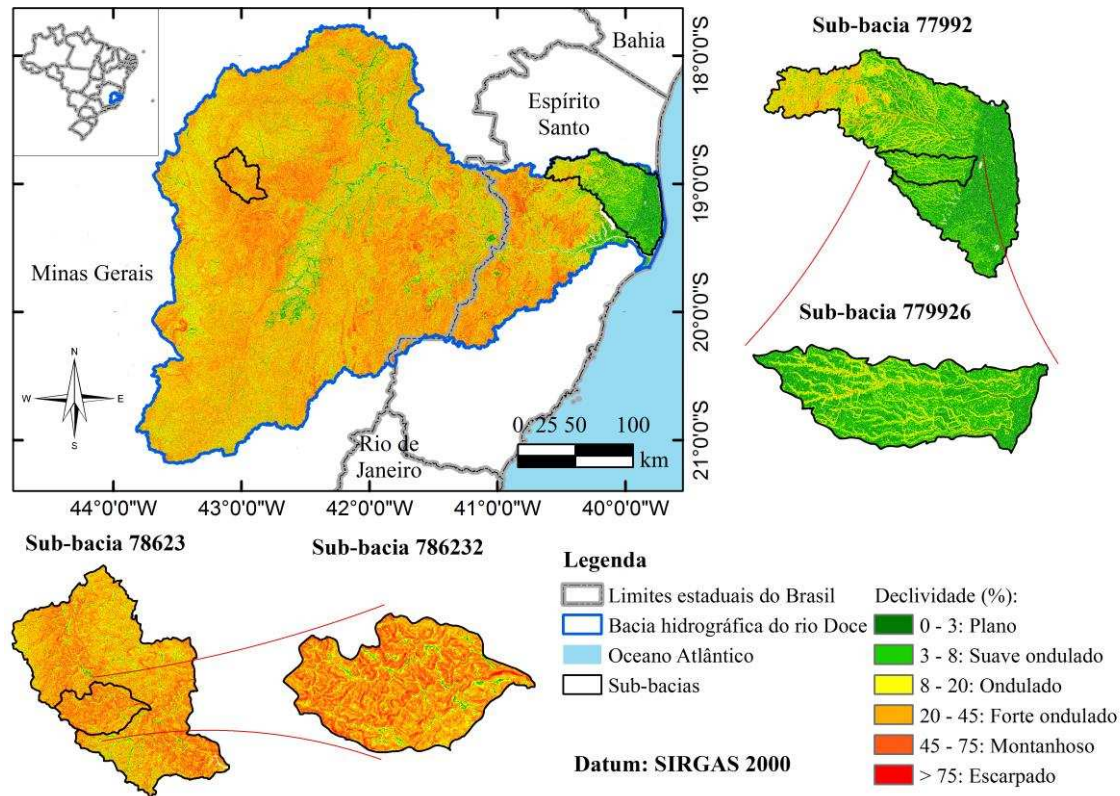 Bahia
Espírito
Santo
Minas Gerais
Rio de
Janeiro
N
W
E
S
0 25 50 100
km
18°0'0"S
19°0'0"S
20°0'0"S
21°0'0"S
44°0'0"W
43°0'0"W
42°0'0"W
41°0'0"W
40°0'0"W
Sub-bacia 77992
Sub-bacia 779926
Sub-bacia 78623
Sub-bacia 786232
Legenda
Limites estaduais do Brasil
Bacia hidrográfica do rio Doce
Oceano Atlântico
Sub-bacias
Datum: SIRGAS 2000
Declividade (%):
0 - 3: Plano
3 - 8: Suave ondulado
8 - 20: Ondulado
20 - 45: Forte ondulado
45 - 75: Montanhoso
> 75: Escarpado